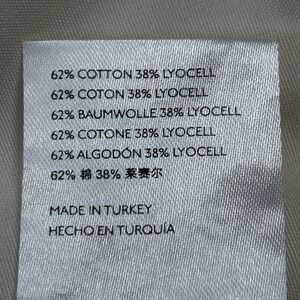 62% COTTON 38% LYOCELL
62% COTON 38% LYOCELL
62% BAUMWOLLE 38% LYOCELL
62% COTONE 38% LYOCELL
62% ALGODÓN 38% LYOCELL
62% 棉 38% 莱赛尔
MADE IN TURKEY
HECHO EN TURQUÍA